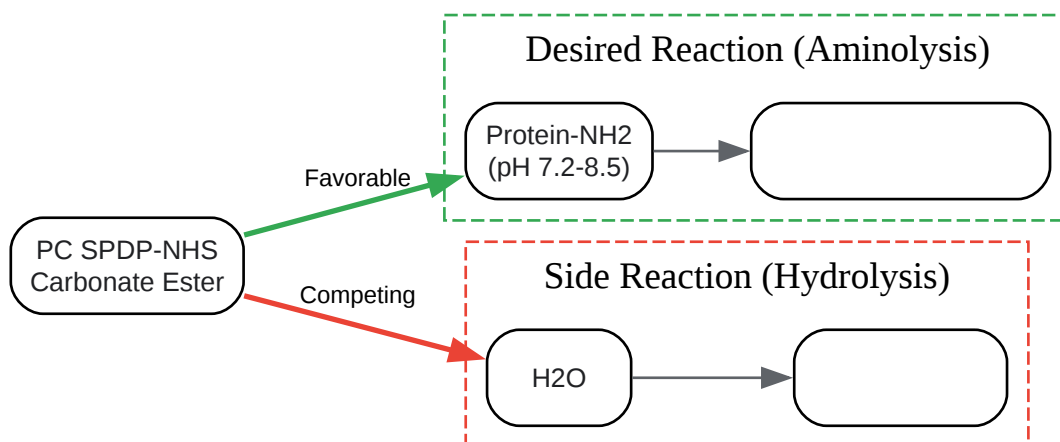 Desired Reaction (Aminolysis)
Protein-NH2
(pH 7.2-8.5)
Favorable
PC SPDP-NHS
Carbonate Ester
Side Reaction (Hydrolysis)
Competing
H2O